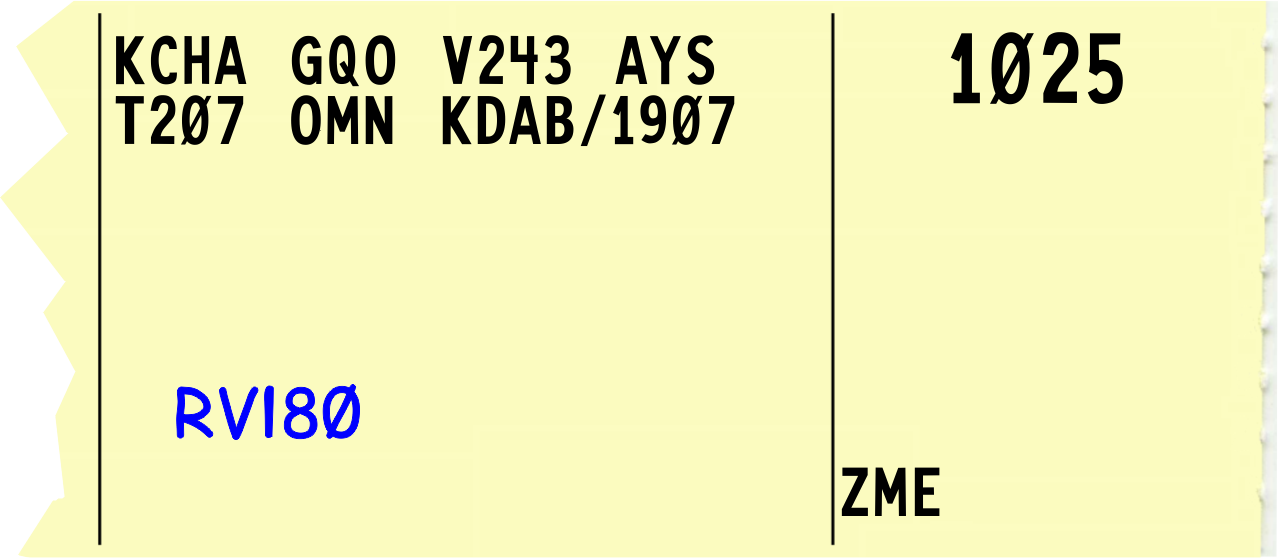 KCHA GQO V243 AYS
T2Ø7 OMN KDAB/19Ø7
1Ø25
RV18Ø
ZME